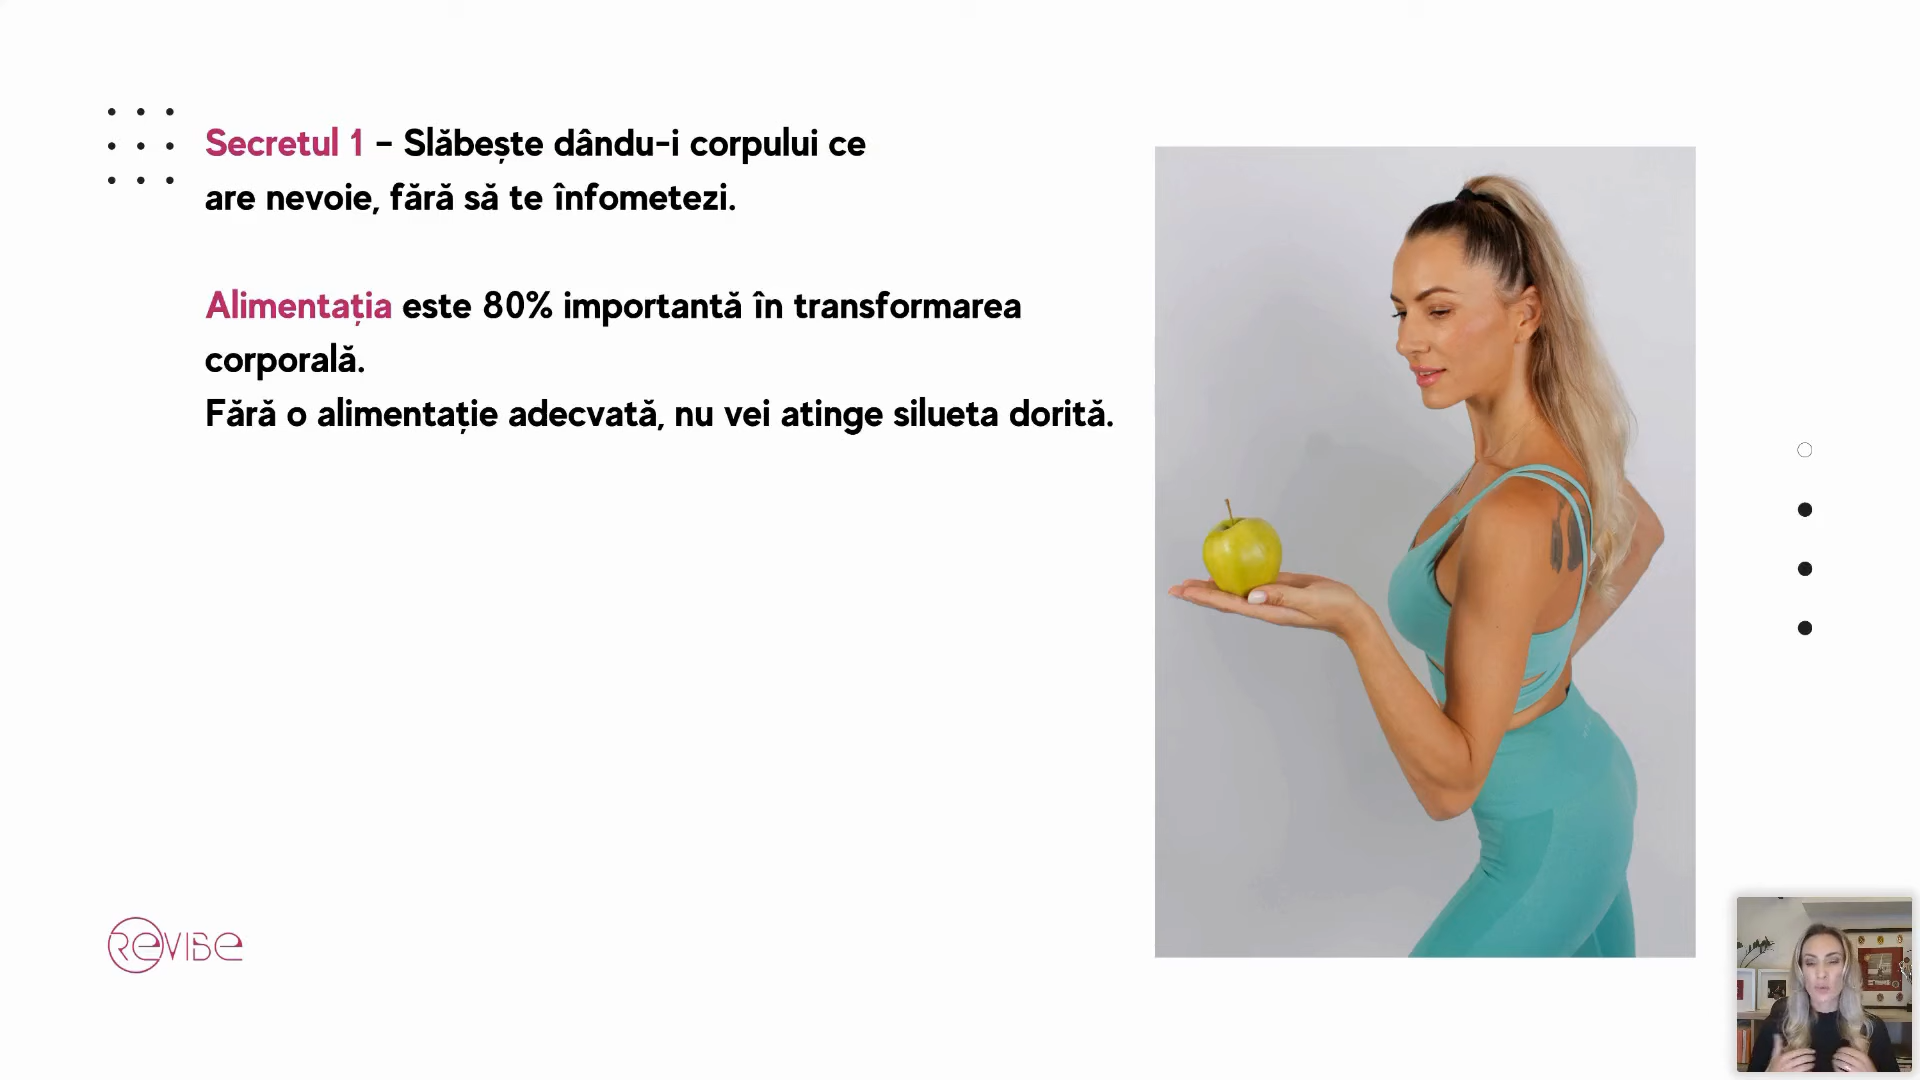 Secretul 1 – Slăbește dându-i corpului ce
are nevoie, fără să te înfometezi.
Alimentația este 80% importantă în transformarea
corporală.
Fără o alimentație adecvată, nu vei atinge silueta dorită.
REVIBE